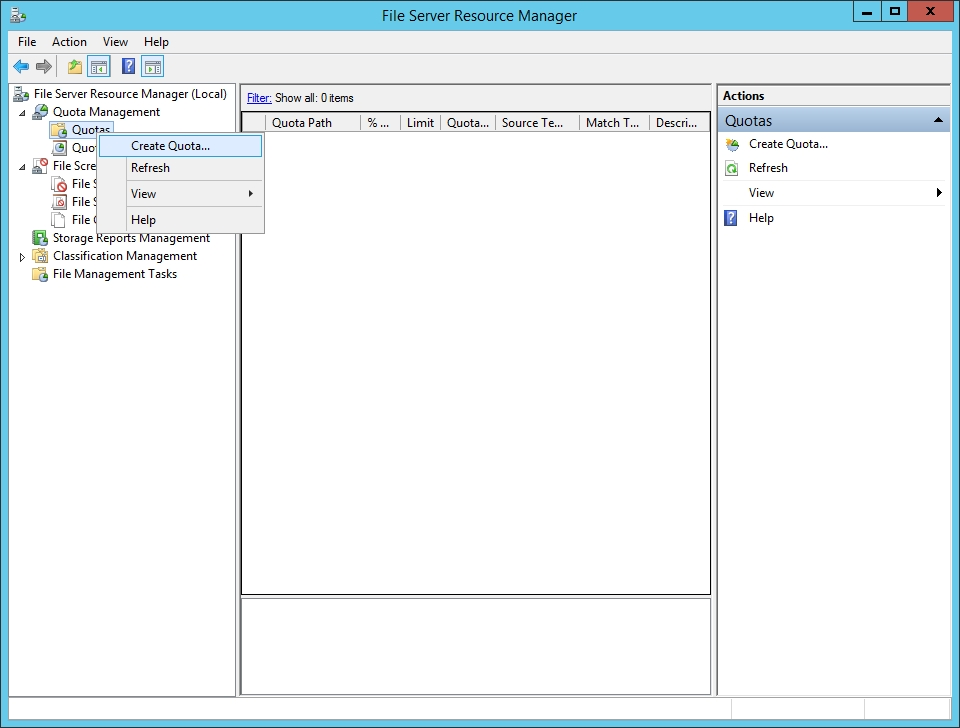 File Server Resource Manager
File Action View Help
File Server Resource Manager (Local)
Quota Management
Quotas
Quot
File Scre
File S
File S
File
Storage Reports Management
Classification Management
File Management Tasks
Create Quota...
Refresh
View
Help
Filter: Show all: 0 items
Quota Path % ... Limit Quota... Source Te... Match T... Descri...
Actions
Quotas
Create Quota...
Refresh
View
Help